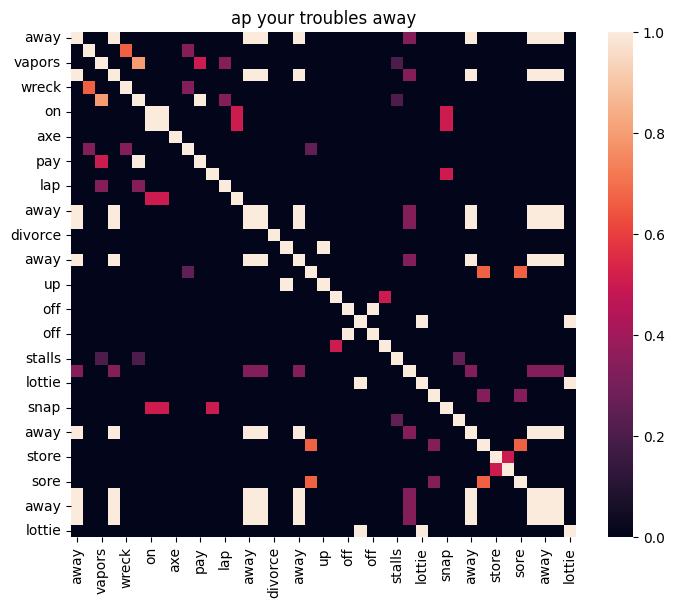 ap your troubles away
away
vapors
wreck
on
axe
pay
lap
away
divorce
away
up
off
off
stalls
lottie
snap
away
store
sore
away
lottie
1.0
0.8
0.6
0.4
0.2
0.0
away
vapors
wreck
on
axe
pay
lap
away
divorce
away
up
off
off
stalls
lottie
snap
away
store
sore
away
lottie